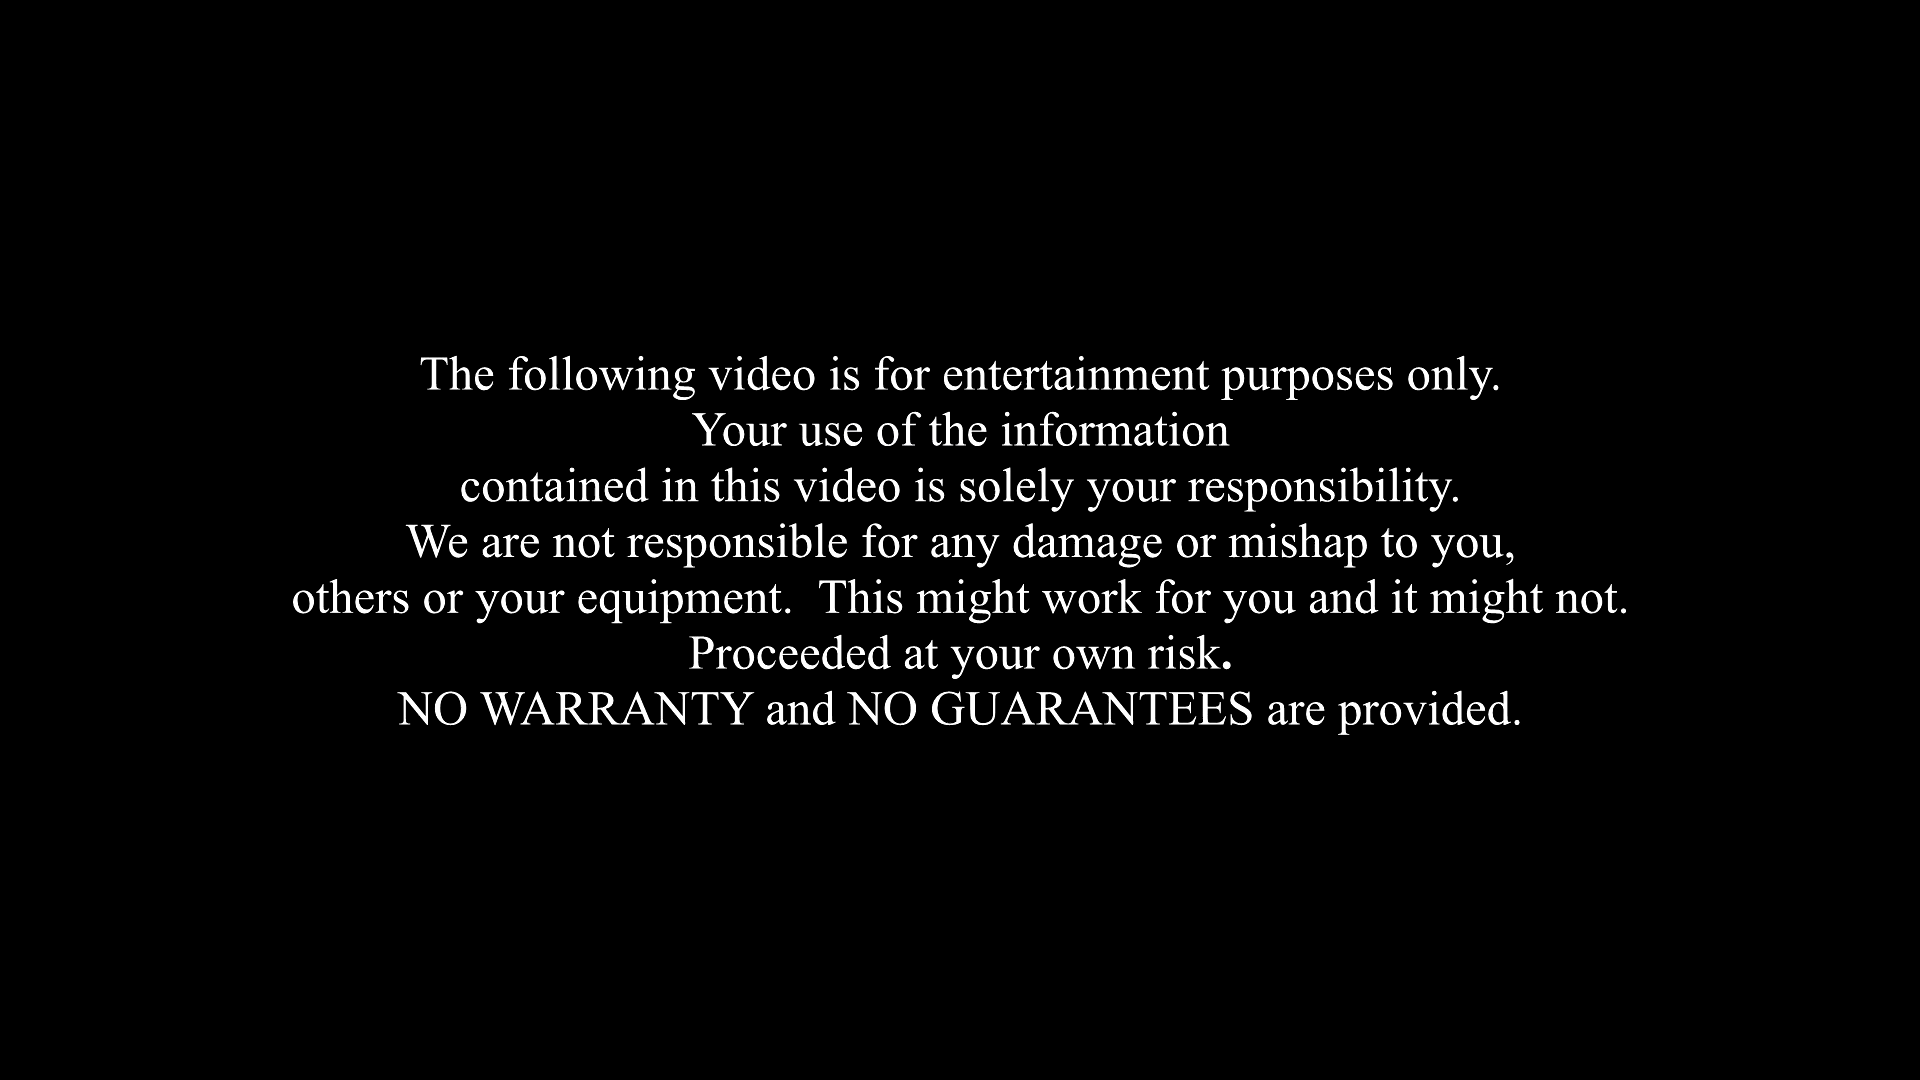 The following video is for entertainment purposes only.
Your use of the information
contained in this video is solely your responsibility.
We are not responsible for any damage or mishap to you,
others or your equipment.  This might work for you and it might not.
Proceeded at your own risk.
NO WARRANTY and NO GUARANTEES are provided.